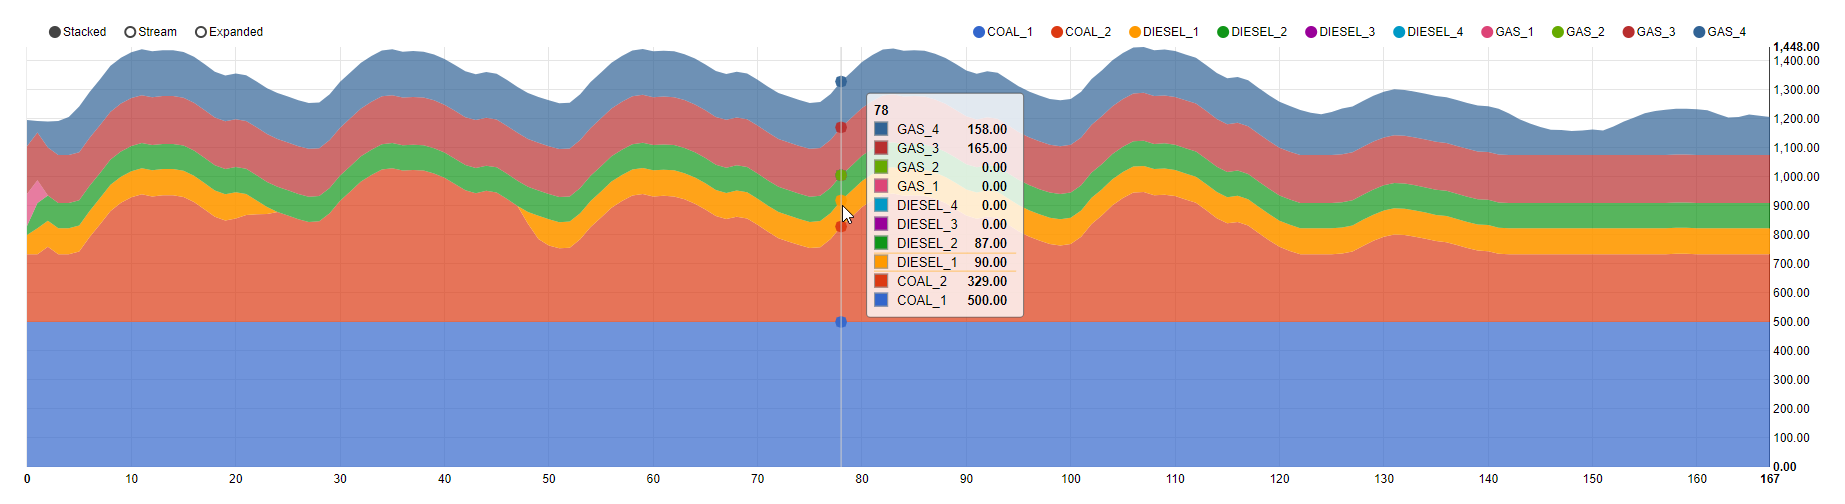 Stacked Stream Expanded COAL_1 COAL_2 DIESEL_1 DIESEL_2 DIESEL_3 DIESEL_4 GAS_1 GAS_2 GAS_3 GAS_4
1,448.00
1,400.00
1,300.00
1,200.00
1,100.00
1,000.00
900.00
800.00
700.00
600.00
500.00
400.00
300.00
200.00
100.00
0.00
78
GAS_4 158.00
GAS_3 165.00
GAS_2 0.00
GAS_1 0.00
DIESEL_4 0.00
DIESEL_3 0.00
DIESEL_2 87.00
DIESEL_1 90.00
COAL_2 329.00
COAL_1 500.00
0 10 20 30 40 50 60 70 80 90 100 110 120 130 140 150 160 167